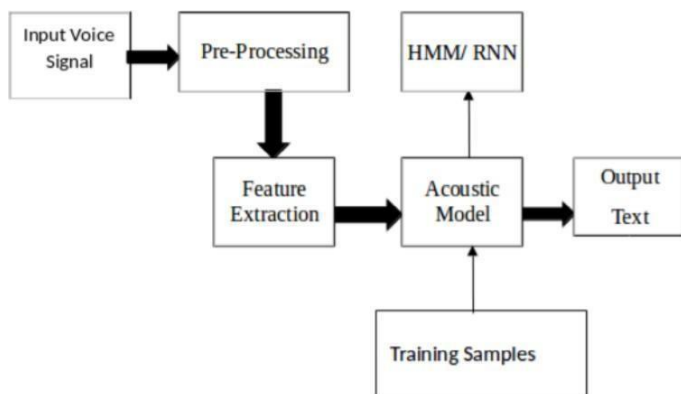 Input Voice
Signal
Pre-Processing
HMM/ RNN
Feature
Extraction
Acoustic
Model
Output
Text
Training Samples